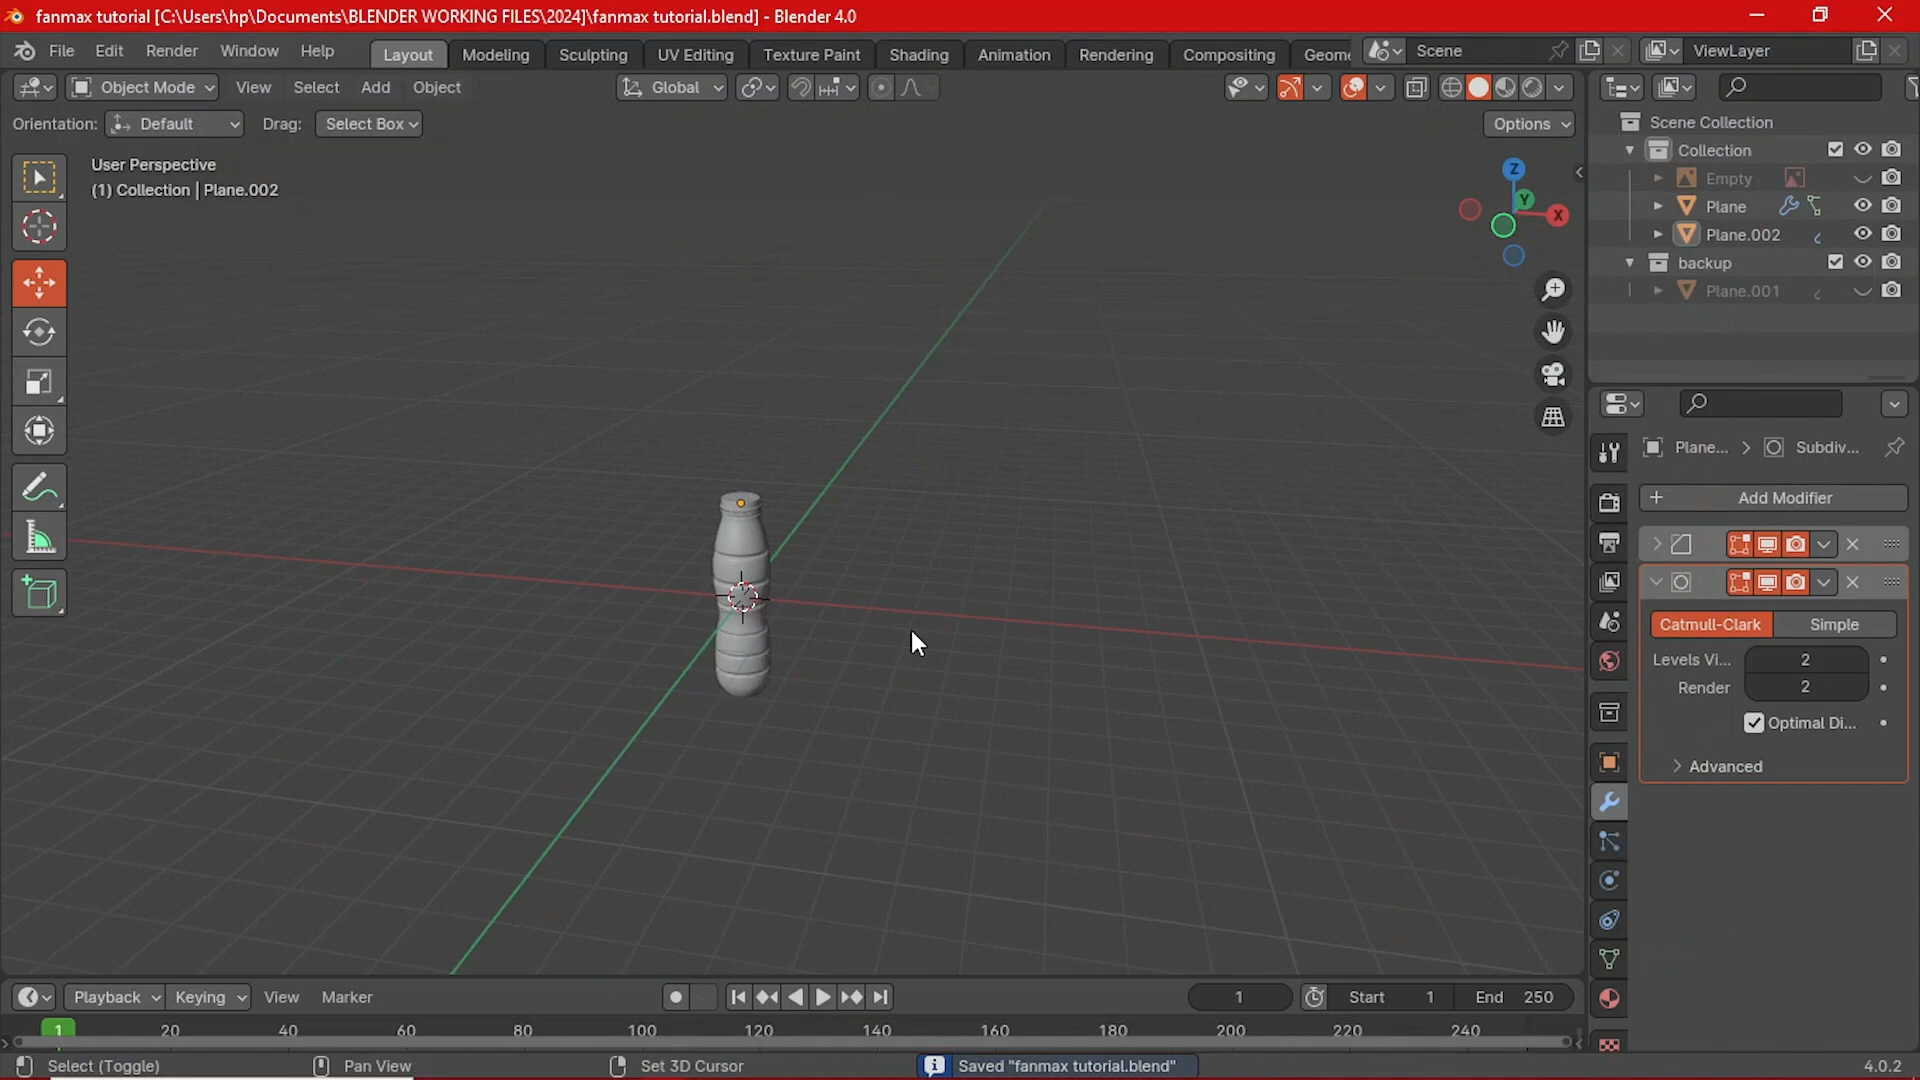 fanmax tutorial [C:\Users\hp\Documents\BLENDER WORKING FILES\2024]\fanmax tutorial.blend] - Blender 4.0
File Edit Render Window Help Layout Modeling Sculpting UV Editing Texture Paint Shading Animation Rendering Compositing Geome Scene ViewLayer
Object Mode View Select Add Object Global
Orientation: Default Drag: Select Box Options
User Perspective
(1) Collection | Plane.002
Z
Y
X
Scene Collection
Collection
Empty
Plane
Plane.002
backup
Plane.001
Plane... > Subdiv...
+ Add Modifier
Catmull-Clark Simple
Levels Vi... 2
Render 2
Optimal Di...
Advanced
Playback Keying View Marker 1 Start 1 End 250
1 20 40 60 80 100 120 140 160 180 200 220 240
Select (Toggle) Pan View Set 3D Cursor Saved "fanmax tutorial.blend" 4.0.2